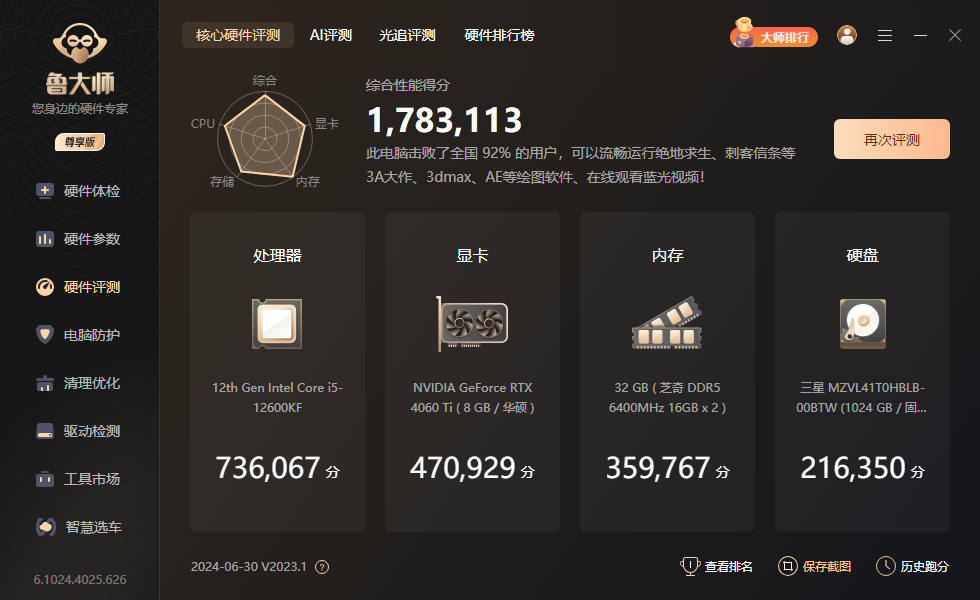 鲁大师
您身边的硬件专家
尊享版
硬件体检
硬件参数
硬件评测
电脑防护
清理优化
驱动检测
工具市场
智慧选车
6.1024.4025.626
核心硬件评测 AI评测 光追评测 硬件排行榜
大师排行
综合
CPU
显卡
存储
内存
综合性能得分
1,783,113
此电脑击败了全国 92% 的用户，可以流畅运行绝地求生、刺客信条等
3A大作、3dmax、AE等绘图软件、在线观看蓝光视频！
再次评测
处理器
12th Gen Intel Core i5-
12600KF
736,067 分
显卡
NVIDIA GeForce RTX
4060 Ti ( 8 GB / 华硕 )
470,929 分
内存
32 GB ( 芝奇 DDR5
6400MHz 16GB x 2 )
359,767 分
硬盘
三星 MZVL41T0HBLB-
00BTW (1024 GB / 固...
216,350 分
2024-06-30 V2023.1 ?
查看排名
保存截图
历史跑分